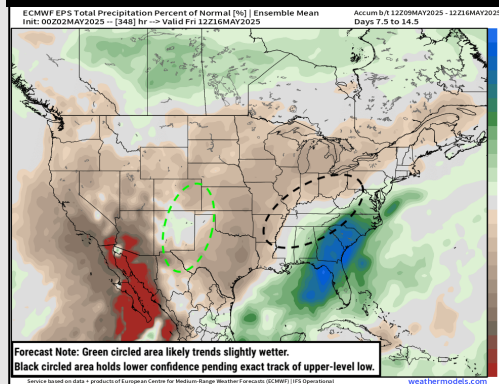 ECMWF EPS Total Precipitation Percent of Normal [%] | Ensemble Mean
Init: 00Z02MAY2025 -- [348] hr --> Valid Fri 12Z16MAY2025
Accum b/t 12Z09MAY2025 - 12Z16MAY2025
Days 7.5 to 14.5
Forecast Note: Green circled area likely trends slightly wetter.
Black circled area holds lower confidence pending exact track of upper-level low.
Service based on data + products of European Centre for Medium-Range Weather Forecasts (ECMWF) | IFS Operational
weathermodels.com